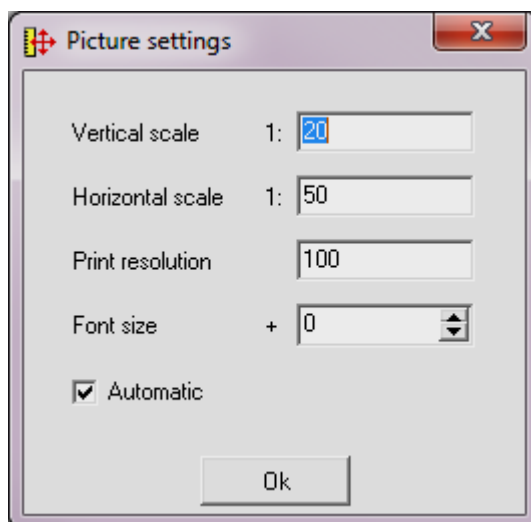 Picture settings
Vertical scale 1: 20
Horizontal scale 1: 50
Print resolution 100
Font size + 0
Automatic
Ok